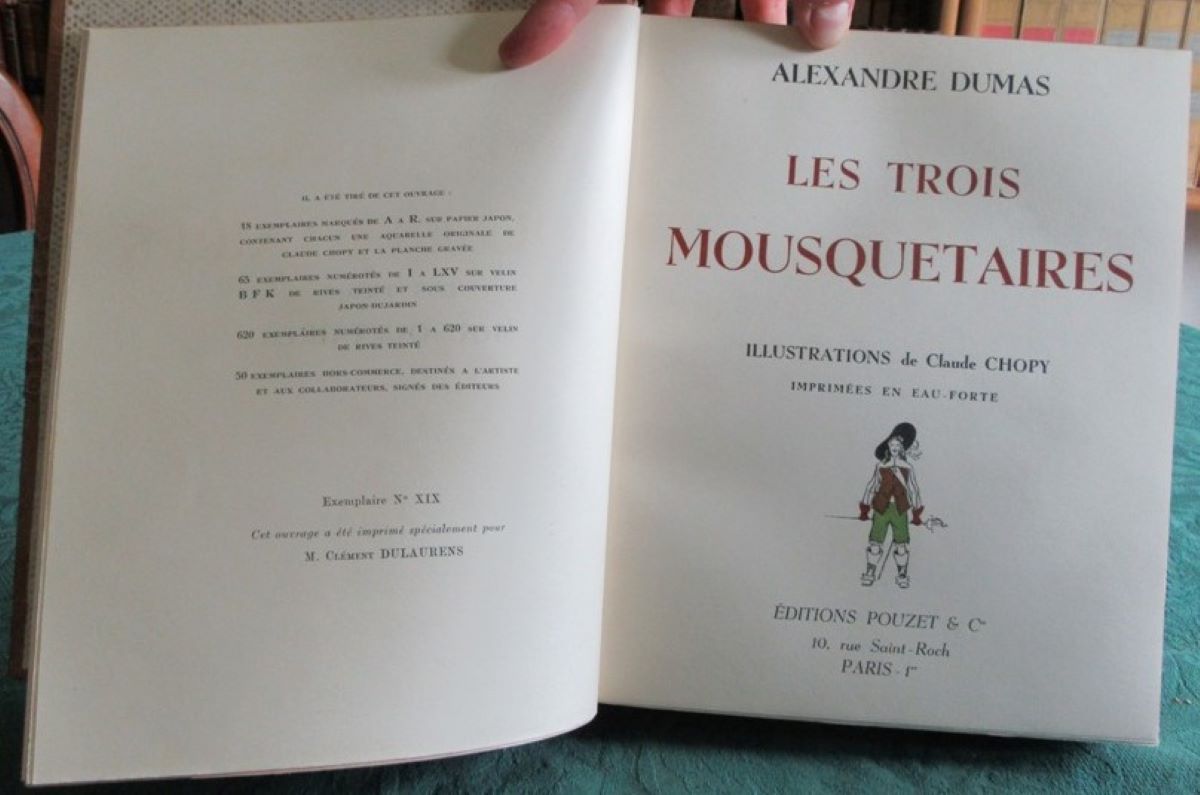 IL A ÉTÉ TIRÉ DE CET OUVRAGE :
18 EXEMPLAIRES MARQUÉS DE A A R, SUR PAPIER JAPON,
CONTENANT CHACUN UNE AQUARELLE ORIGINALE DE
CLAUDE CHOPY ET LA PLANCHE GRAVÉE
65 EXEMPLAIRES NUMÉROTÉS DE I A LXV SUR VELIN
B F K DE RIVES TEINTÉ ET SOUS COUVERTURE
JAPON-DUJARDIN
620 EXEMPLAIRES NUMÉROTÉS DE 1 A 620 SUR VELIN
DE RIVES TEINTÉ
50 EXEMPLAIRES HORS-COMMERCE, DESTINÉS A L'ARTISTE
ET AUX COLLABORATEURS, SIGNÉS DES ÉDITEURS
Exemplaire Nº XIX
Cet ouvrage a été imprimé spécialement pour
M. CLÉMENT DULAURENS
ALEXANDRE DUMAS
LES TROIS
MOUSQUETAIRES
ILLUSTRATIONS de Claude CHOPY
IMPRIMÉES EN EAU-FORTE
ÉDITIONS POUZET & Cie
10, rue Saint-Roch
PARIS - 1er